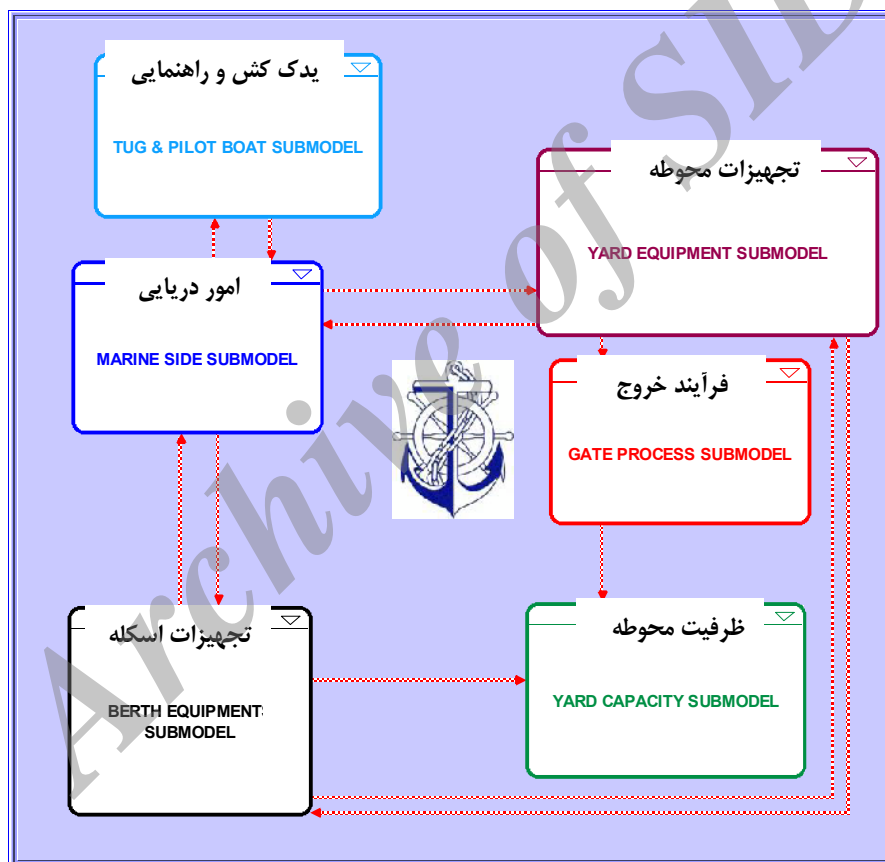 یدک کش و راهنمایی
TUG & PILOT BOAT SUBMODEL
تجهیزات محوطه
YARD EQUIPMENT SUBMODEL
امور دریایی
MARINE SIDE SUBMODEL
فرآیند خروج
GATE PROCESS SUBMODEL
تجهیزات اسکله
BERTH EQUIPMENT
SUBMODEL
ظرفیت محوطه
YARD CAPACITY SUBMODEL
Archive of SID